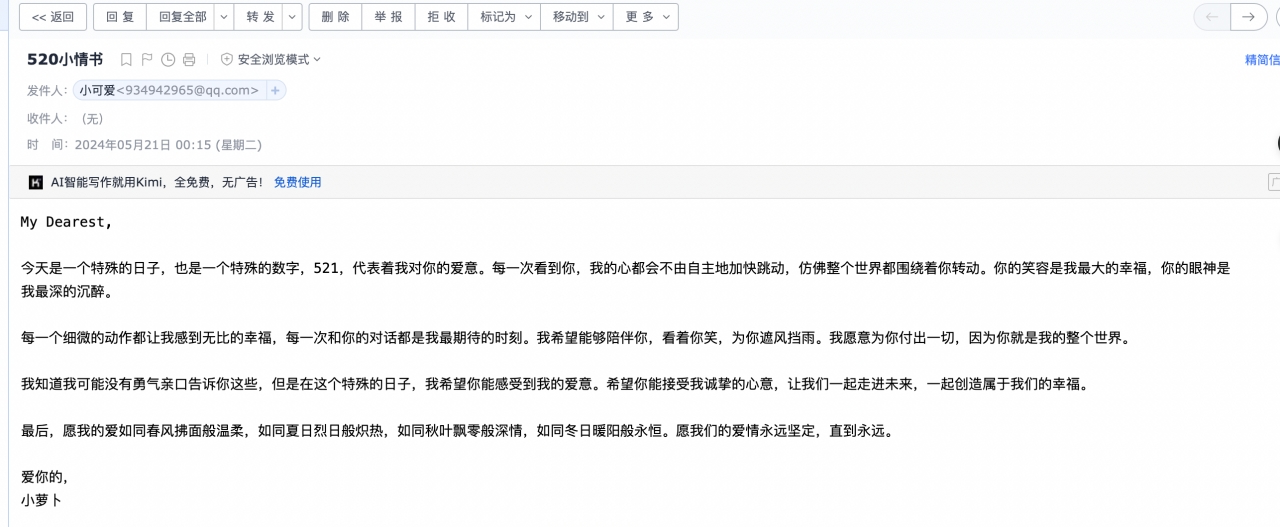 << 返回 回 复 回复全部 转 发 删 除 举 报 拒 收 标记为 移动到 更 多
520小情书 安全浏览模式
精简信
发件人： 小可爱<934942965@qq.com> +
收件人： （无）
时 间： 2024年05月21日 00:15 (星期二)
AI智能写作就用Kimi，全免费，无广告！ 免费使用
My Dearest,
今天是一个特殊的日子，也是一个特殊的数字，521，代表着我对你的爱意。每一次看到你，我的心都会不由自主地加快跳动，仿佛整个世界都围绕着你转动。你的笑容是我最大的幸福，你的眼神是
我最深的沉醉。
每一个细微的动作都让我感到无比的幸福，每一次和你的对话都是我最期待的时刻。我希望能够陪伴你，看着你笑，为你遮风挡雨。我愿意为你付出一切，因为你就是我的整个世界。
我知道我可能没有勇气亲口告诉你这些，但是在这个特殊的日子，我希望你能感受到我的爱意。希望你能接受我诚挚的心意，让我们一起走进未来，一起创造属于我们的幸福。
最后，愿我的爱如同春风拂面般温柔，如同夏日烈日般炽热，如同秋叶飘零般深情，如同冬日暖阳般永恒。愿我们的爱情永远坚定，直到永远。
爱你的，
小萝卜